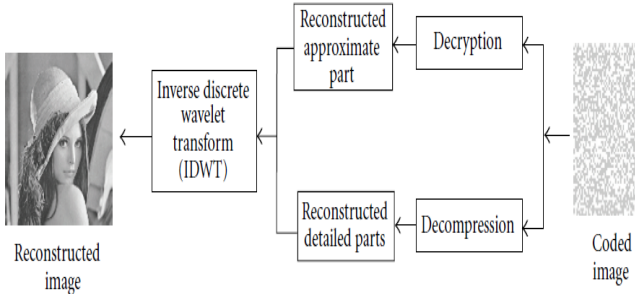 Reconstructed
approximate
part
Decryption
Inverse discrete
wavelet
transform
(IDWT)
Reconstructed
detailed parts
Decompression
Reconstructed
image
Coded
image